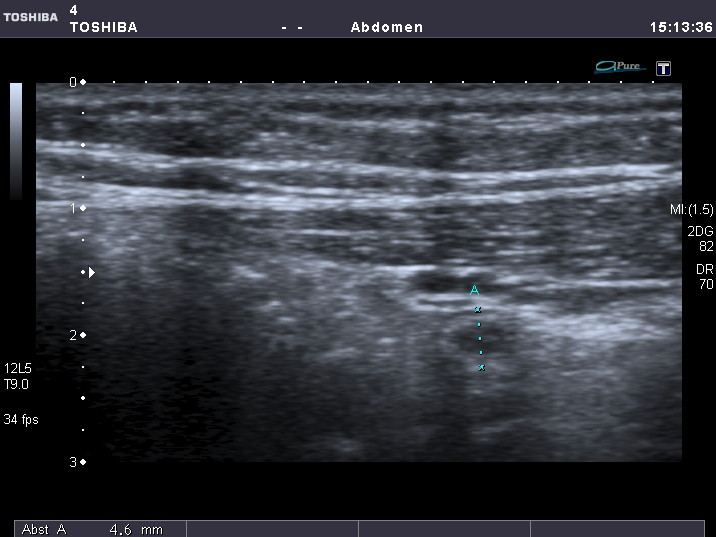 TOSHIBA
4
TOSHIBA - - Abdomen 15:13:36
aPure T
0
1
MI:(1.5)
2DG
82
DR
70
A
2
12L5
T9.0
34 fps
3
Abst A 4.6 mm